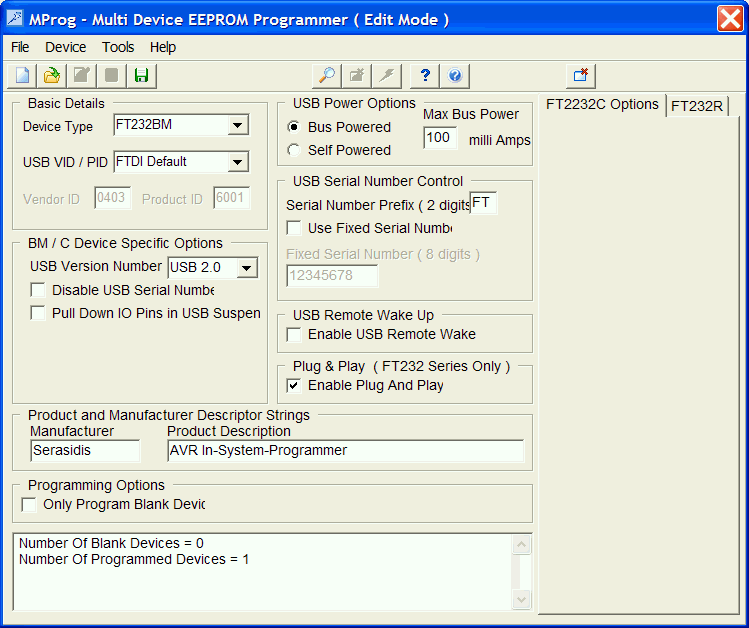 MProg - Multi Device EEPROM Programmer ( Edit Mode )
File Device Tools Help
Basic Details
Device Type FT232BM
USB VID / PID FTDI Default
Vendor ID 0403 Product ID 6001
BM / C Device Specific Options
USB Version Number USB 2.0
Disable USB Serial Numbe
Pull Down IO Pins in USB Suspen
USB Power Options
Bus Powered
Self Powered
Max Bus Power
100 milli Amps
USB Serial Number Control
Serial Number Prefix ( 2 digits FT
Use Fixed Serial Numbe
Fixed Serial Number ( 8 digits )
12345678
USB Remote Wake Up
Enable USB Remote Wake
Plug & Play ( FT232 Series Only )
Enable Plug And Play
FT2232C Options FT232R
Product and Manufacturer Descriptor Strings
Manufacturer Product Description
Serasidis AVR In-System-Programmer
Programming Options
Only Program Blank Devic
Number Of Blank Devices = 0
Number Of Programmed Devices = 1